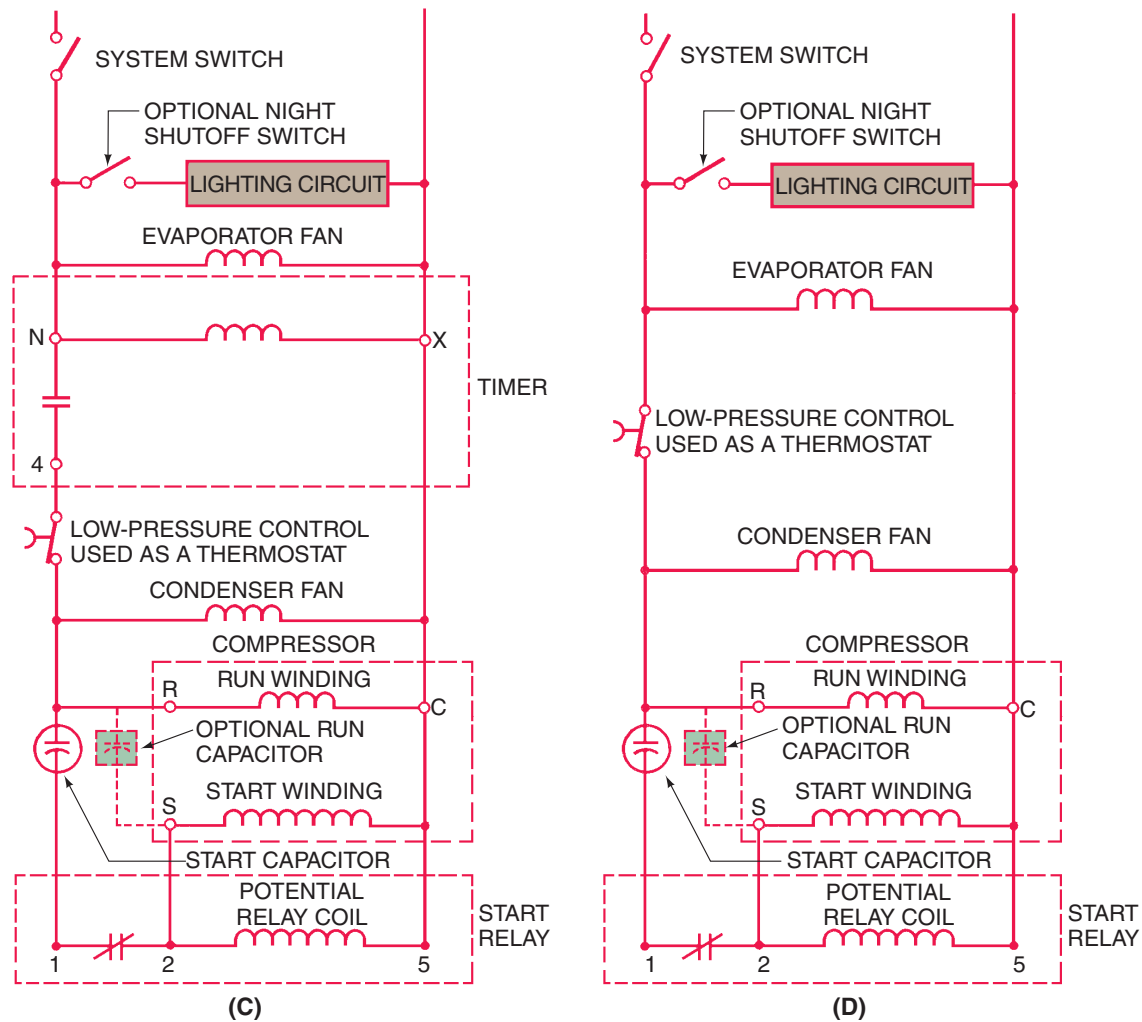 SYSTEM SWITCH
OPTIONAL NIGHT
SHUTOFF SWITCH
LIGHTING CIRCUIT
EVAPORATOR FAN
N
X
TIMER
4
LOW-PRESSURE CONTROL
USED AS A THERMOSTAT
CONDENSER FAN
COMPRESSOR
R
RUN WINDING
C
OPTIONAL RUN
CAPACITOR
S
START WINDING
START CAPACITOR
POTENTIAL
RELAY COIL
START
RELAY
1
2
5
(C)
SYSTEM SWITCH
OPTIONAL NIGHT
SHUTOFF SWITCH
LIGHTING CIRCUIT
EVAPORATOR FAN
LOW-PRESSURE CONTROL
USED AS A THERMOSTAT
CONDENSER FAN
COMPRESSOR
R
RUN WINDING
C
OPTIONAL RUN
CAPACITOR
S
START WINDING
START CAPACITOR
POTENTIAL
RELAY COIL
START
RELAY
1
2
5
(D)